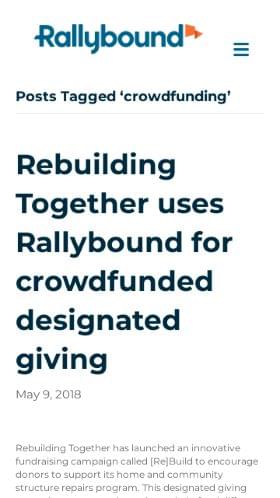 Rallybound
Posts Tagged ‘crowdfunding’
Rebuilding
Together uses
Rallybound for
crowdfunded
designated
giving
May 9, 2018
Rebuilding Together has launched an innovative
fundraising campaign called [Re]Build to encourage
donors to support its home and community
structure repairs program. This designated giving